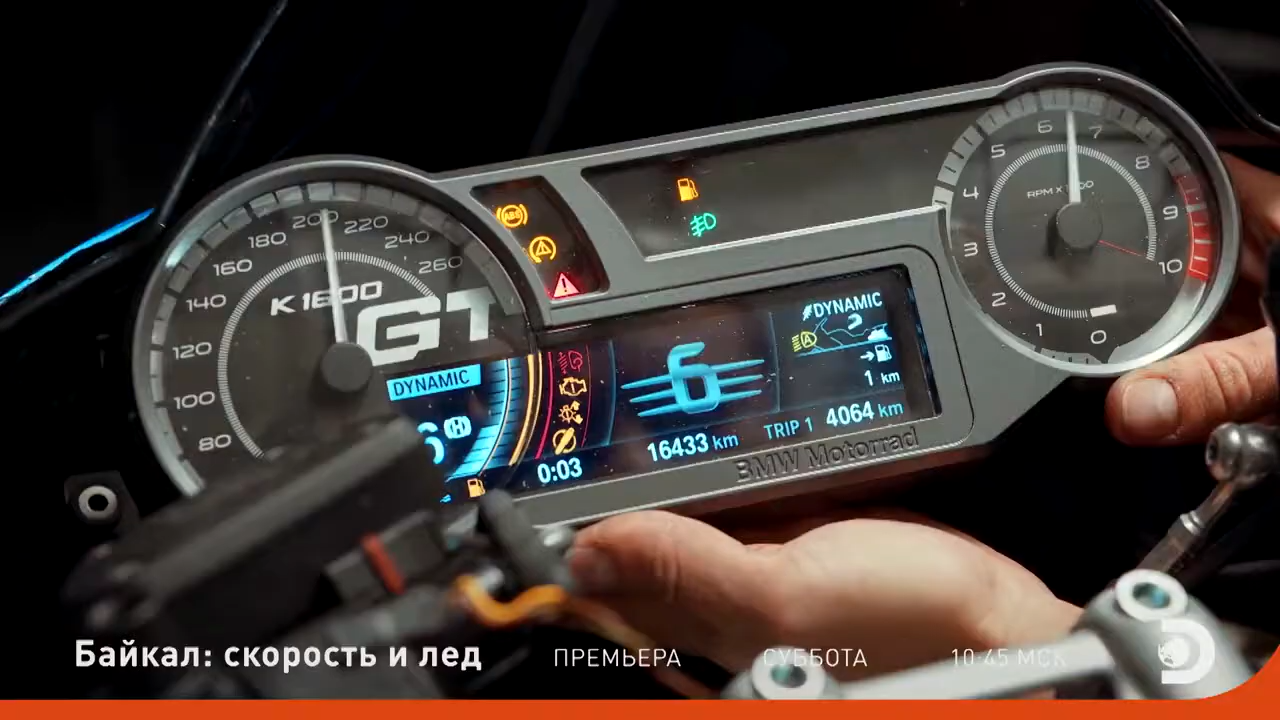 80
100
120
140
160
180
200
220
240
260
K 1600
GT
DYNAMIC
6
ABS
0:03
6
16433 km
TRIP 1 4064 km
DYNAMIC
A
1 km
BMW Motorrad
0
1
2
3
4
5
6
7
8
9
10
Байкал: скорость и лед
ПРЕМЬЕРА
СУББОТА
10:45 МСК
D